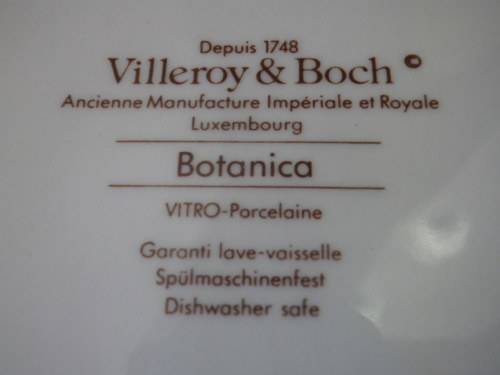 Depuis 1748
Villeroy & Boch ©
Ancienne Manufacture Impériale et Royale
Luxembourg
Botanica
VITRO-Porcelaine
Garanti lave-vaisselle
Spülmaschinenfest
Dishwasher safe